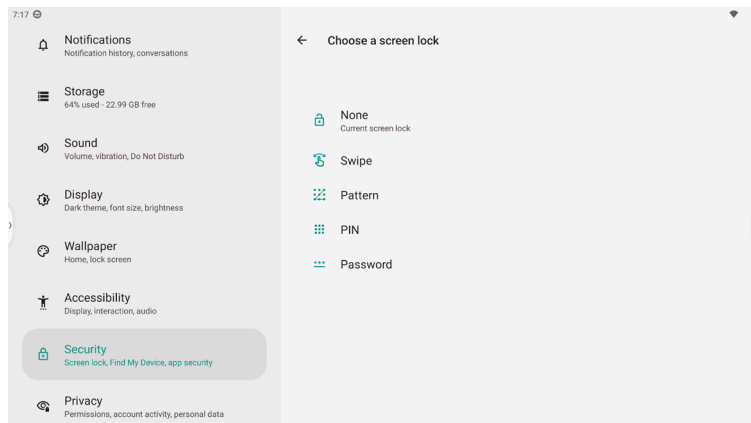 7:17
Notifications
Notification history, conversations
Storage
64% used - 22.99 GB free
Sound
Volume, vibration, Do Not Disturb
Display
Dark theme, font size, brightness
Wallpaper
Home, lock screen
Accessibility
Display, interaction, audio
Security
Screen lock, Find My Device, app security
Privacy
Permissions, account activity, personal data
Choose a screen lock
None
Current screen lock
Swipe
Pattern
PIN
Password